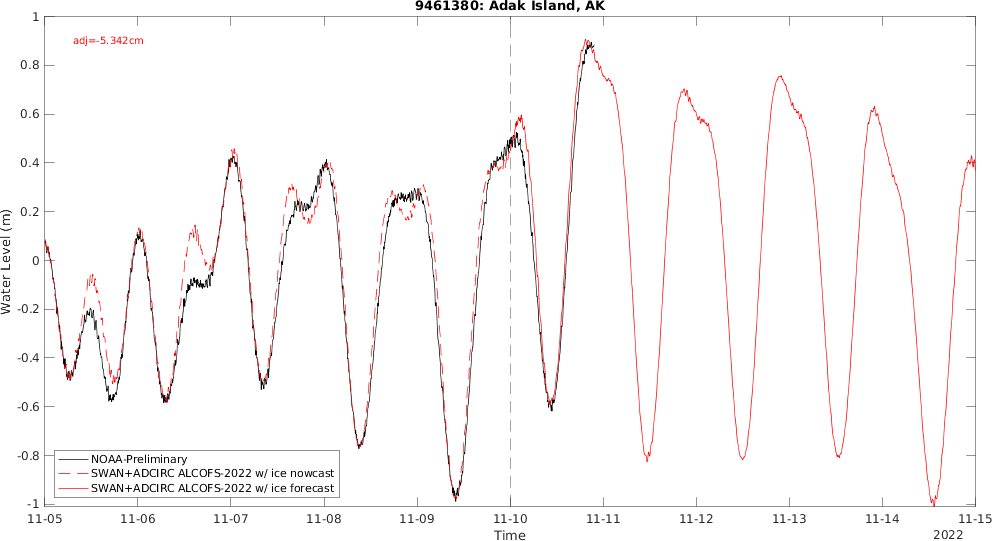 9461380: Adak Island, AK
adj=-5.342cm
1
0.8
0.6
0.4
0.2
0
-0.2
-0.4
-0.6
-0.8
-1
Water Level (m)
NOAA-Preliminary
SWAN+ADCIRC ALCOFS-2022 w/ ice nowcast
SWAN+ADCIRC ALCOFS-2022 w/ ice forecast
11-05 11-06 11-07 11-08 11-09 11-10 11-11 11-12 11-13 11-14 11-15
Time
2022